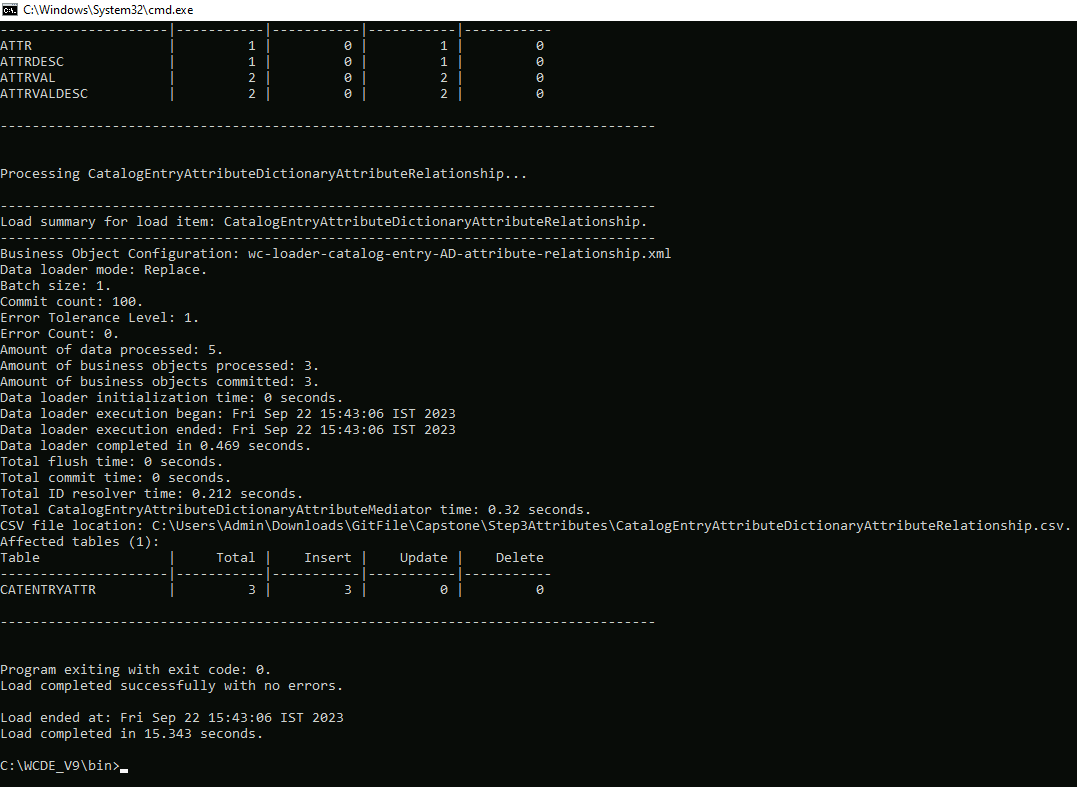 C:\Windows\System32\cmd.exe
---------------------|-----------|-----------|-----------|-----------
ATTR                 |         1 |         0 |         1 |         0
ATTRDESC             |         1 |         0 |         1 |         0
ATTRVAL              |         2 |         0 |         2 |         0
ATTRVALDESC          |         2 |         0 |         2 |         0
----------------------------------------------------------------------------------
Processing CatalogEntryAttributeDictionaryAttributeRelationship...
----------------------------------------------------------------------------------
Load summary for load item: CatalogEntryAttributeDictionaryAttributeRelationship.
----------------------------------------------------------------------------------
Business Object Configuration: wc-loader-catalog-entry-AD-attribute-relationship.xml
Data loader mode: Replace.
Batch size: 1.
Commit count: 100.
Error Tolerance Level: 1.
Error Count: 0.
Amount of data processed: 5.
Amount of business objects processed: 3.
Amount of business objects committed: 3.
Data loader initialization time: 0 seconds.
Data loader execution began: Fri Sep 22 15:43:06 IST 2023
Data loader execution ended: Fri Sep 22 15:43:06 IST 2023
Data loader completed in 0.469 seconds.
Total flush time: 0 seconds.
Total commit time: 0 seconds.
Total ID resolver time: 0.212 seconds.
Total CatalogEntryAttributeDictionaryAttributeMediator time: 0.32 seconds.
CSV file location: C:\Users\Admin\Downloads\GitFile\Capstone\Step3Attributes\CatalogEntryAttributeDictionaryAttributeRelationship.csv.
Affected tables (1):
Table                |     Total |    Insert |    Update |    Delete
---------------------|-----------|-----------|-----------|-----------
CATENTRYATTR         |         3 |         3 |         0 |         0
----------------------------------------------------------------------------------
Program exiting with exit code: 0.
Load completed successfully with no errors.
Load ended at: Fri Sep 22 15:43:06 IST 2023
Load completed in 15.343 seconds.
C:\WCDE_V9\bin>